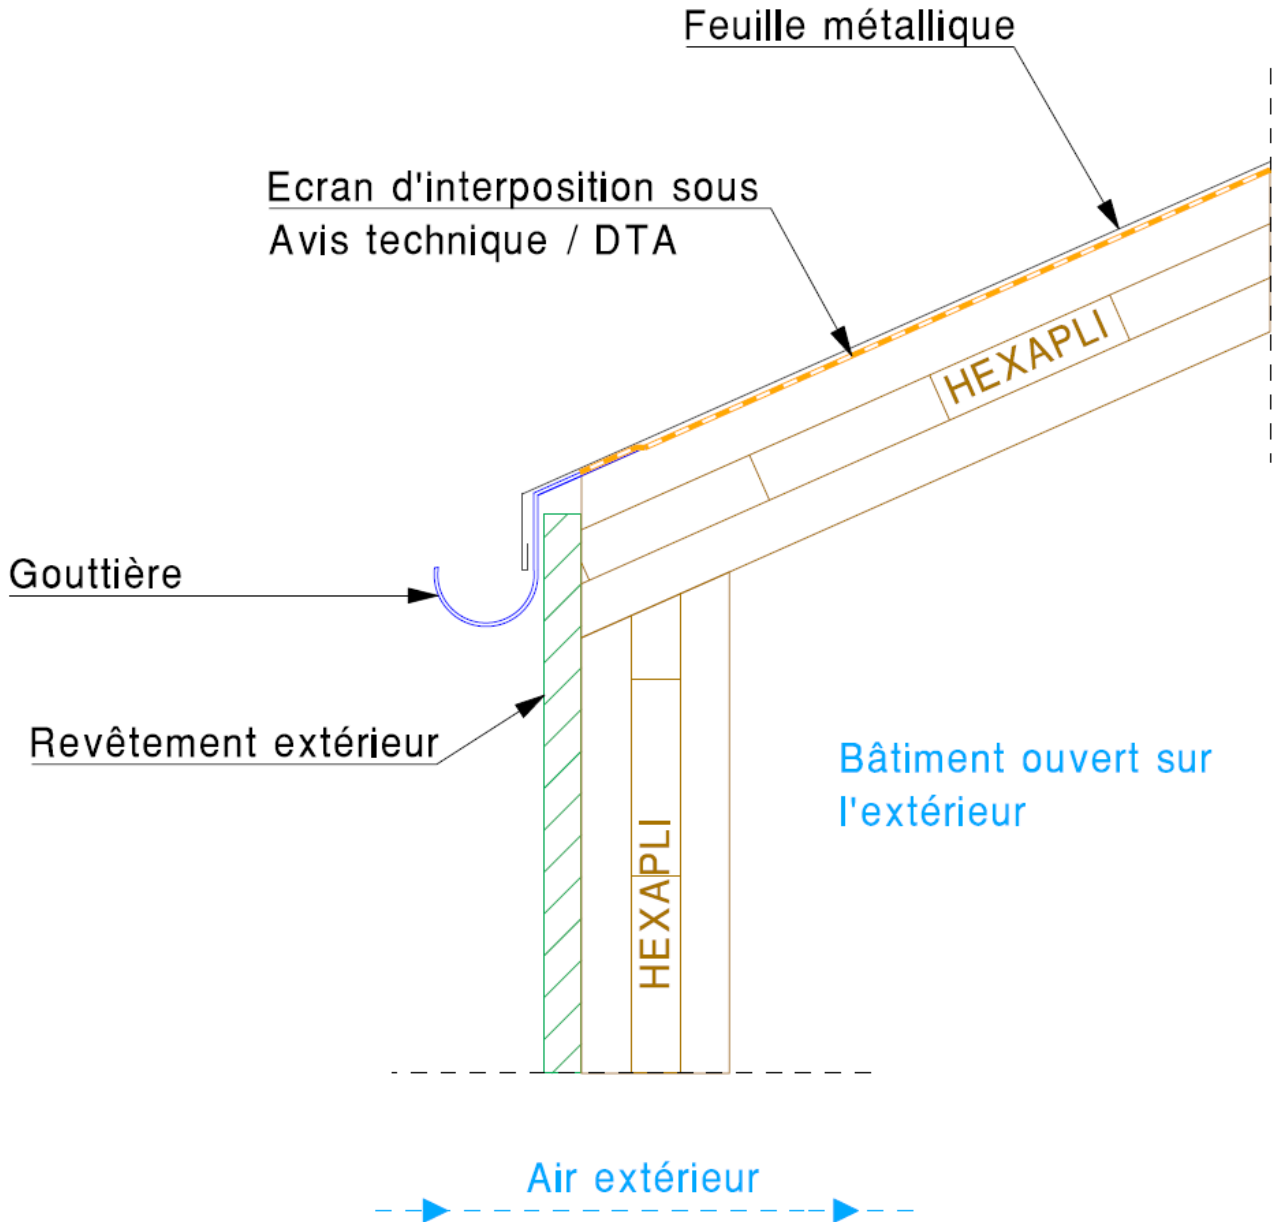 Feuille métallique
Ecran d'interposition sous
Avis technique / DTA
HEXAPLI
Gouttière
Revêtement extérieur
Bâtiment ouvert sur
l'extérieur
HEXAPLI
Air extérieur